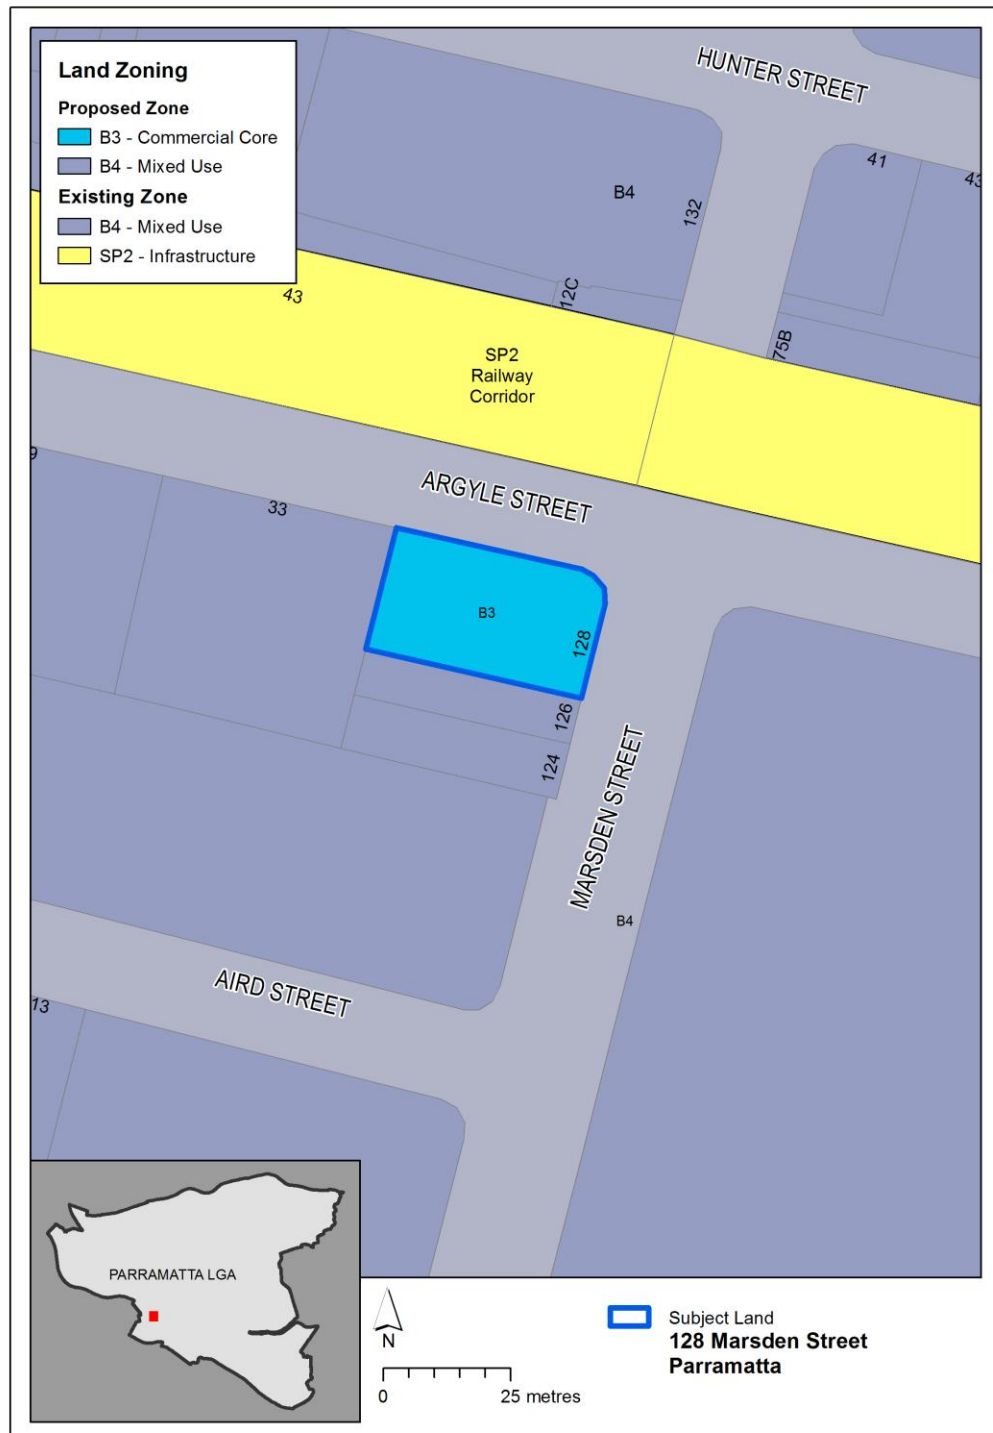 Land Zoning
Proposed Zone
B3 - Commercial Core
B4 - Mixed Use
Existing Zone
B4 - Mixed Use
SP2 - Infrastructure
HUNTER STREET
41
43
B4
132
12C
43
75B
SP2
Railway
Corridor
9
ARGYLE STREET
33
B3
128
126
124
MARSDEN STREET
B4
AIRD STREET
13
PARRAMATTA LGA
N
0 25 metres
Subject Land
128 Marsden Street
Parramatta